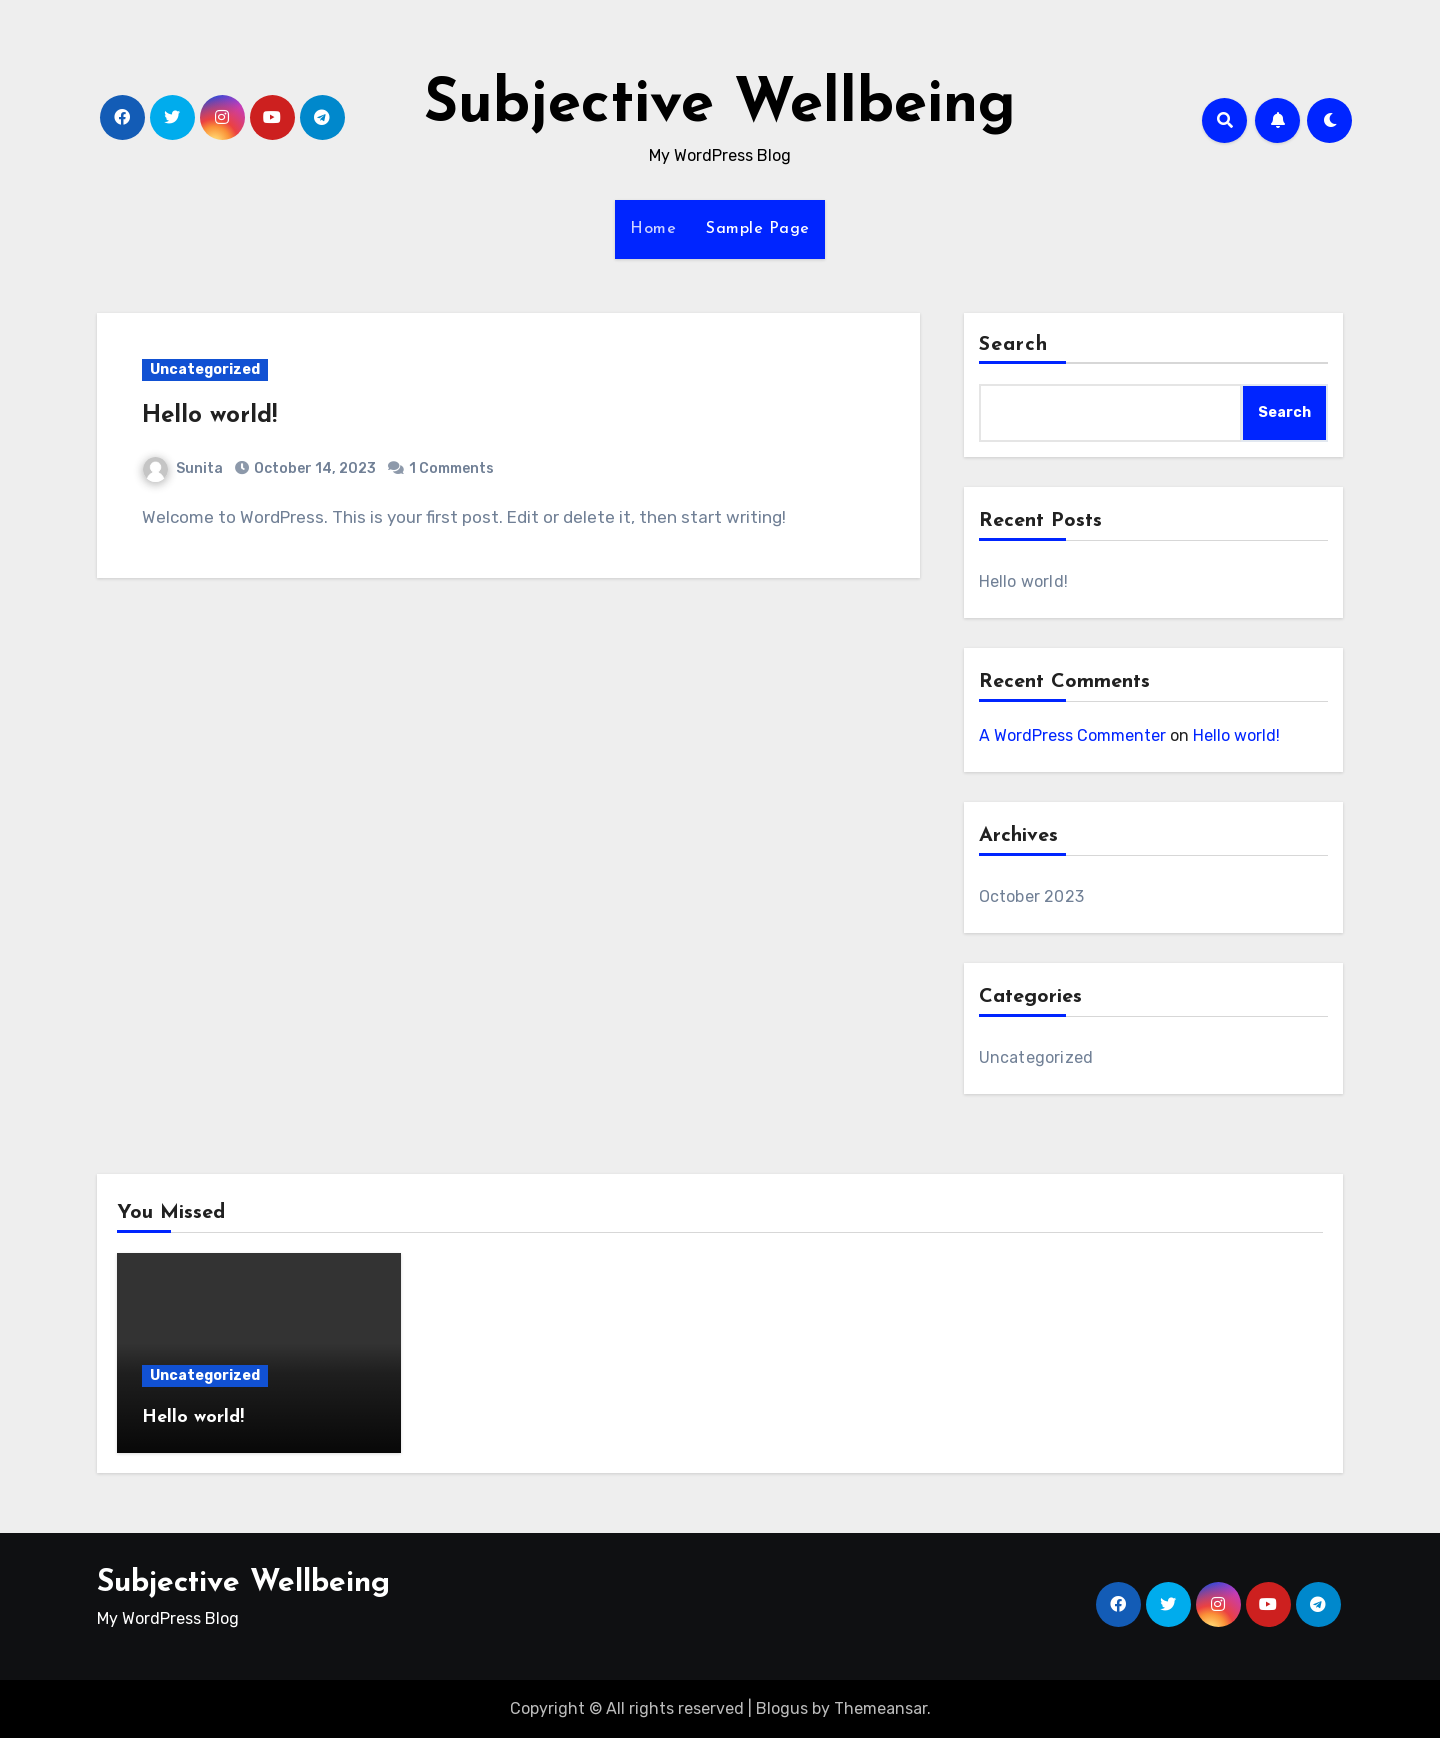 Subjective Wellbeing
My WordPress Blog
Home Sample Page
Uncategorized
Hello world!
Sunita October 14, 2023 1 Comments
Welcome to WordPress. This is your first post. Edit or delete it, then start writing!
Search
Search
Recent Posts
Hello world!
Recent Comments
A WordPress Commenter on Hello world!
Archives
October 2023
Categories
Uncategorized
You Missed
Uncategorized
Hello world!
Subjective Wellbeing
My WordPress Blog
Copyright © All rights reserved | Blogus by Themeansar.